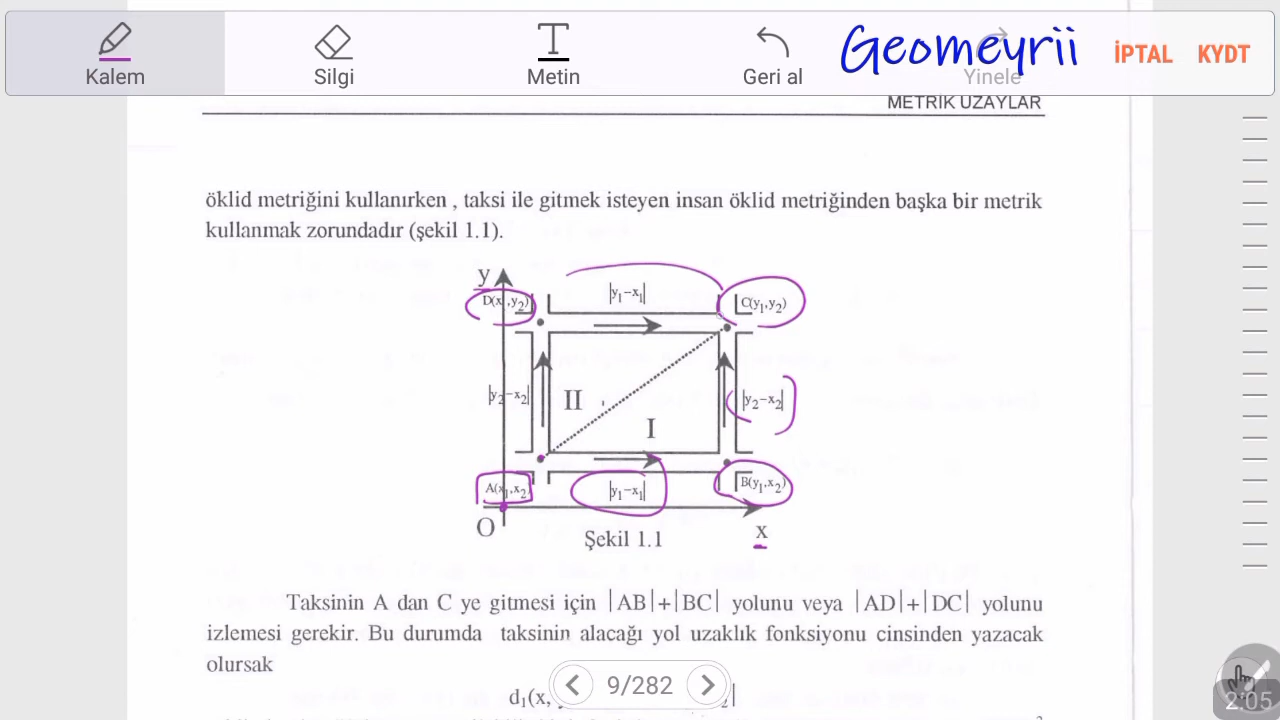 Kalem
Silgi
Metin
Geri al
Yinele
Geomeyrii
İPTAL KYDT
METRİK UZAYLAR
öklid metriğini kullanırken , taksi ile gitmek isteyen insan öklid metriğinden başka bir metrik
kullanmak zorundadır (şekil 1.1).
y
D(x ,y₂)
|y₁−x₁|
C(y₁,y₂)
|y₂−x₂|
II
I
|y₂−x₂|
A(x₁,x₂)
|y₁−x₁|
B(y₁,x₂)
O
Şekil 1.1
x
Taksinin A dan C ye gitmesi için |AB|+|BC| yolunu veya |AD|+|DC| yolunu
izlemesi gerekir. Bu durumda taksinin alacağı yol uzaklık fonksiyonu cinsinden yazacak
olursak
9/282
d₁(x,
2:05